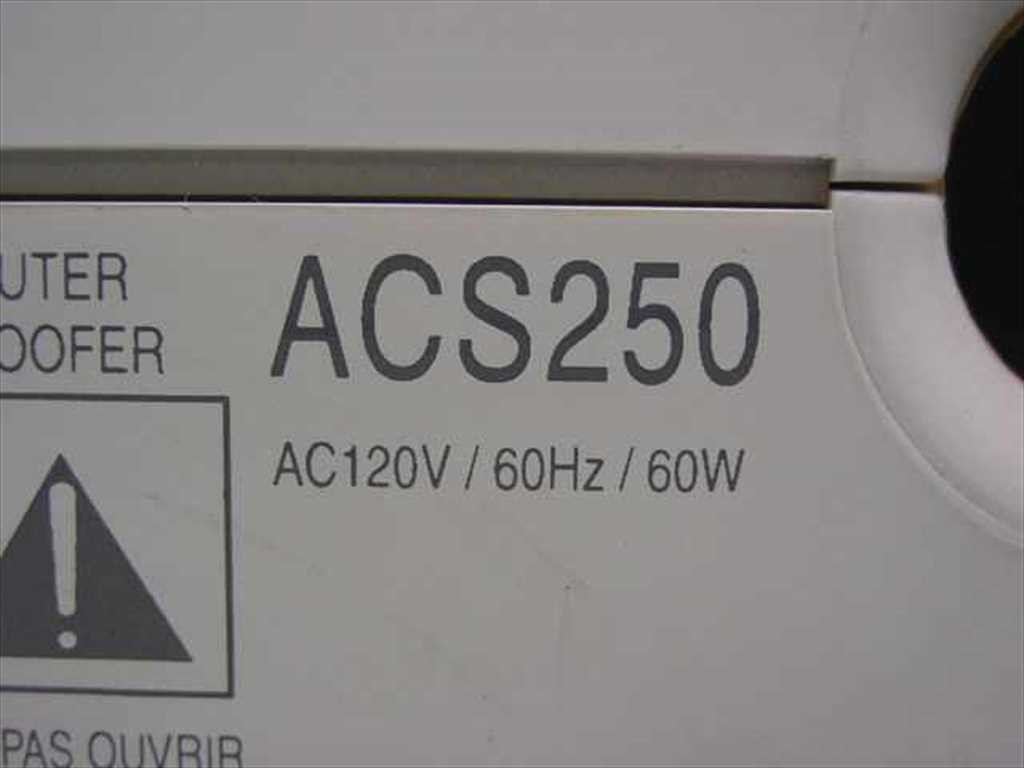 UTER
OOFER
ACS250
AC120V / 60Hz / 60W
PAS OUVRIR